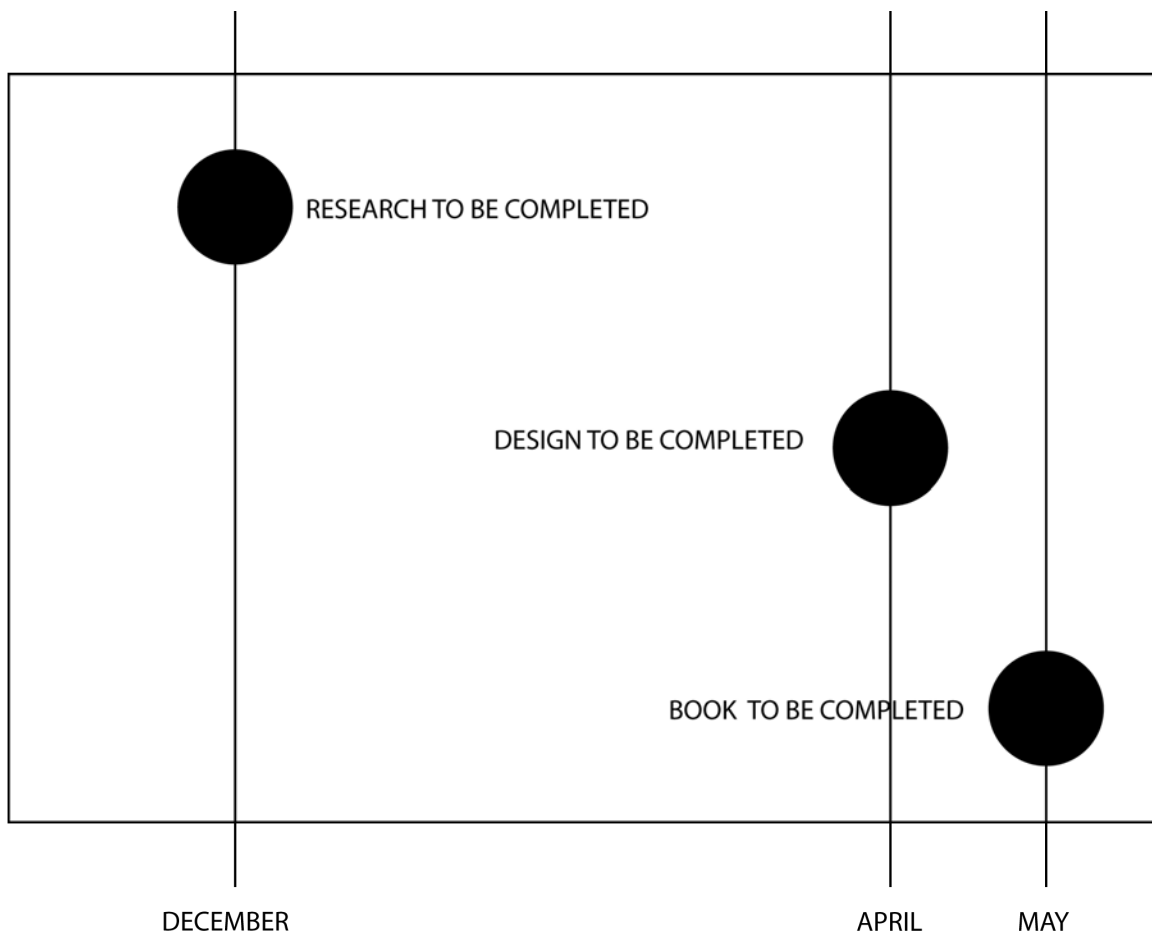 RESEARCH TO BE COMPLETED
DESIGN TO BE COMPLETED
BOOK  TO BE COMPLETED
DECEMBER
APRIL
MAY